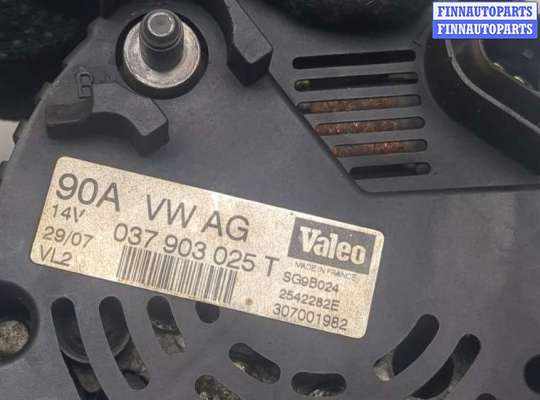 FINNAUTOPARTS
FINNAUTOPARTS
B
90A VW AG
14V
29/07 037 903 025 T
VL2
Valeo
MADE IN FRANCE
SG9B024
2542282E
307001982